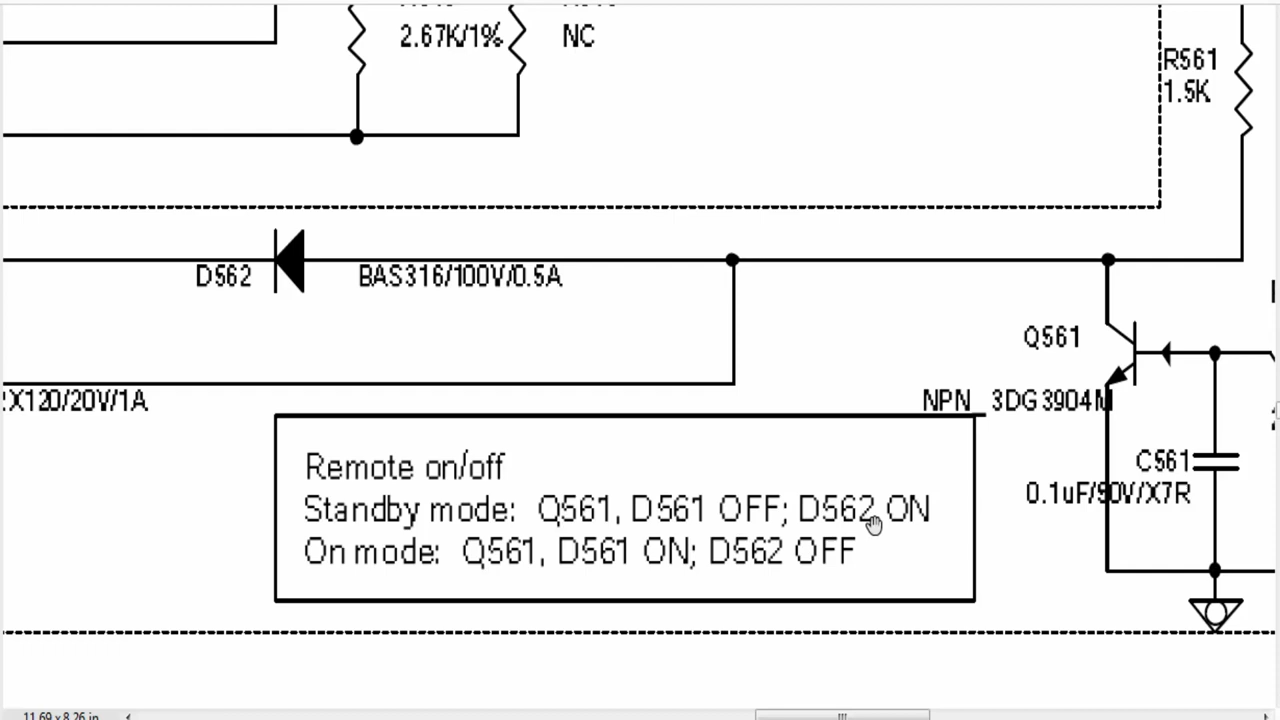 2.67K/1%
NC
R561
1.5K
D562
BAS316/100V/0.5A
Q561
X120/20V/1A
NPN 3DG3904M
Remote on/off
Standby mode: Q561, D561 OFF; D562 ON
On mode: Q561, D561 ON; D562 OFF
C561
0.1uF/50V/X7R
11.69 x 8.26 in